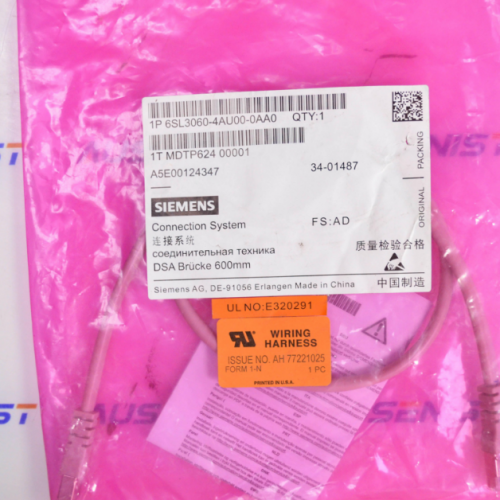 1P 6SL3060-4AU00-0AA0 QTY:1
1T MDTP624 00001
A5E00124347
34-01487
ORIGINAL PACKING
SIEMENS
Connection System
FS:AD
连接系统
соединительная техника
质量检验合格
DSA Brücke 600mm
Siemens AG, DE-91056 Erlangen Made in China
中国制造
UL NO:E320291
WIRING
HARNESS
ISSUE NO. AH 77221025
FORM 1-N 1 PC
PRINTED IN U.S.A.